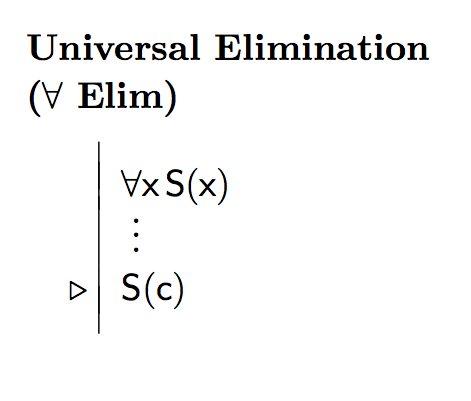 Universal Elimination
(∀ Elim)
∀x S(x)
⋮
▷ S(c)